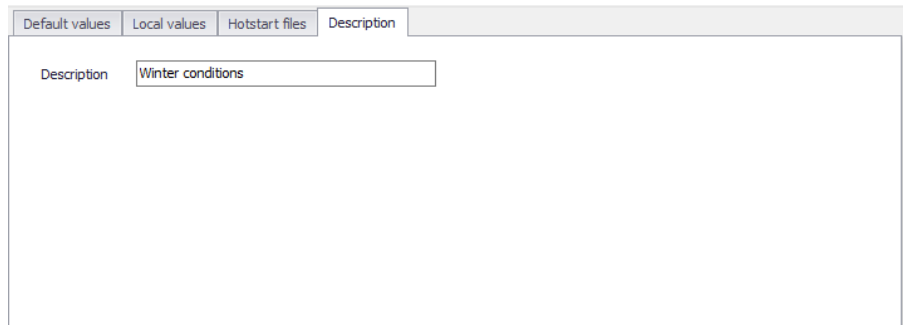 Default values Local values Hotstart files Description
Description Winter conditions